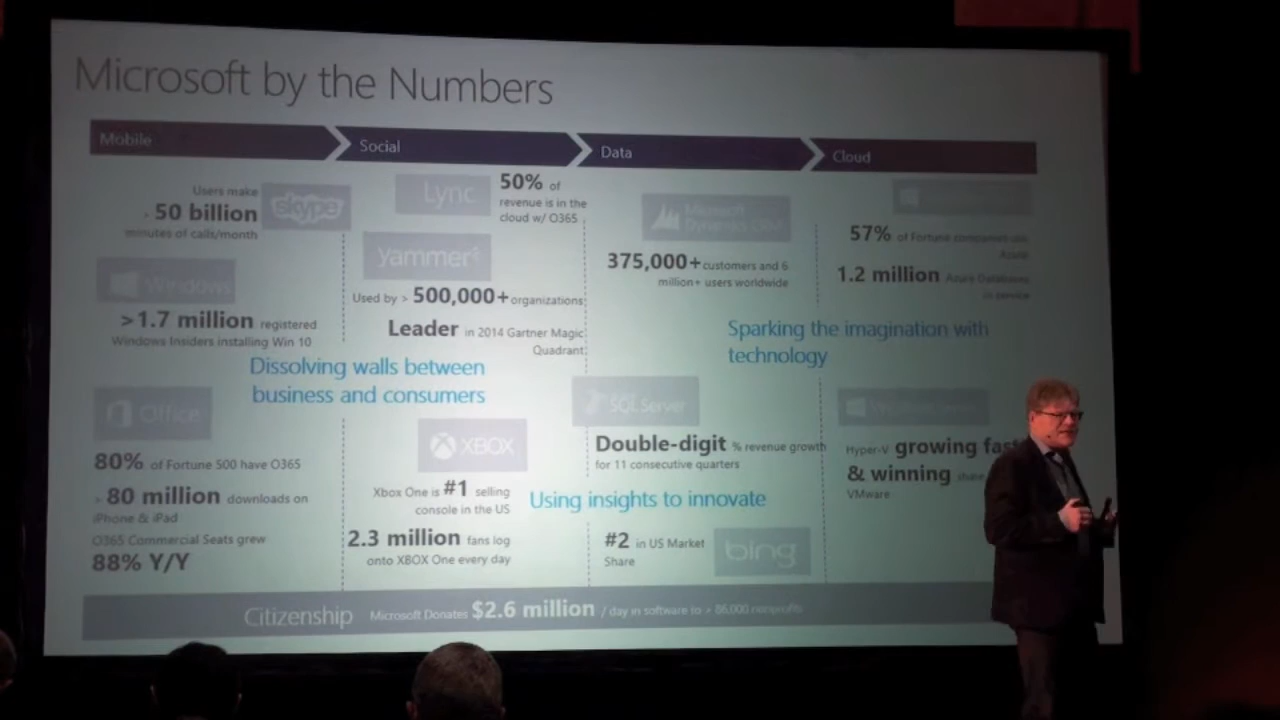 Microsoft by the Numbers
Mobile
Social
Data
Cloud
Users make
50 billion
minutes of calls/month
skype
Windows
>1.7 million registered
Windows Insiders installing Win 10
Office
80% of Fortune 500 have O365
80 million downloads on
iPhone & iPad
O365 Commercial Seats grew
88% Y/Y
Lync
50% of
revenue is in the
cloud w/ O365
yammer
Used by > 500,000+ organizations
Leader in 2014 Gartner Magic
Quadrant
Dissolving walls between
business and consumers
XBOX
Xbox One is #1 selling
console in the US
2.3 million fans log
onto XBOX One every day
Microsoft
Dynamics CRM
375,000+ customers and 6
million+ users worldwide
SQL Server
Double-digit % revenue growth
for 11 consecutive quarters
Using insights to innovate
#2 in US Market
Share
bing
57% of Fortune companies use
Azure
1.2 million Azure Databases
in service
Sparking the imagination with
technology
Windows Server
Hyper-V growing fast
& winning share
VMware
Citizenship Microsoft Donates $2.6 million / day in software to > 86,000 nonprofits